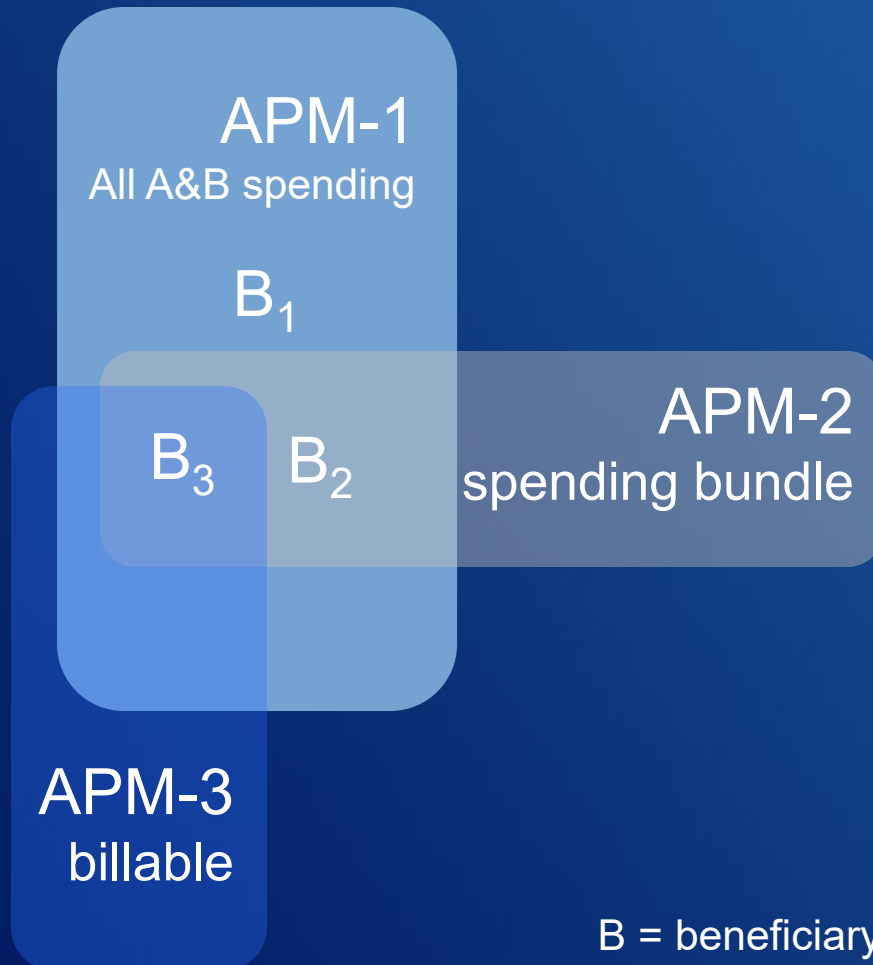 APM-1
All A&B spending
B₁
APM-2
spending bundle
B₃
B₂
APM-3
billable
B = beneficiary